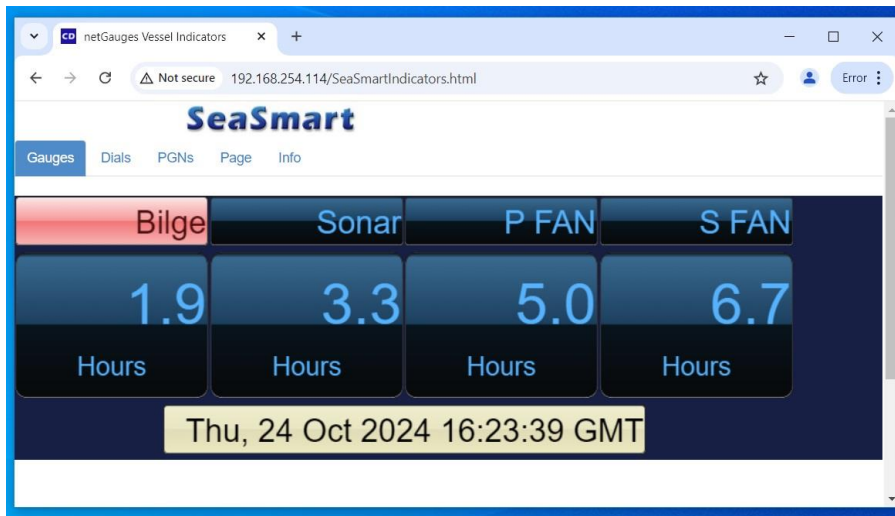 netGauges Vessel Indicators
Not secure 192.168.254.114/SeaSmartIndicators.html Error
SeaSmart
Gauges Dials PGNs Page Info
Bilge Sonar P FAN S FAN
1.9 3.3 5.0 6.7
Hours Hours Hours Hours
Thu, 24 Oct 2024 16:23:39 GMT